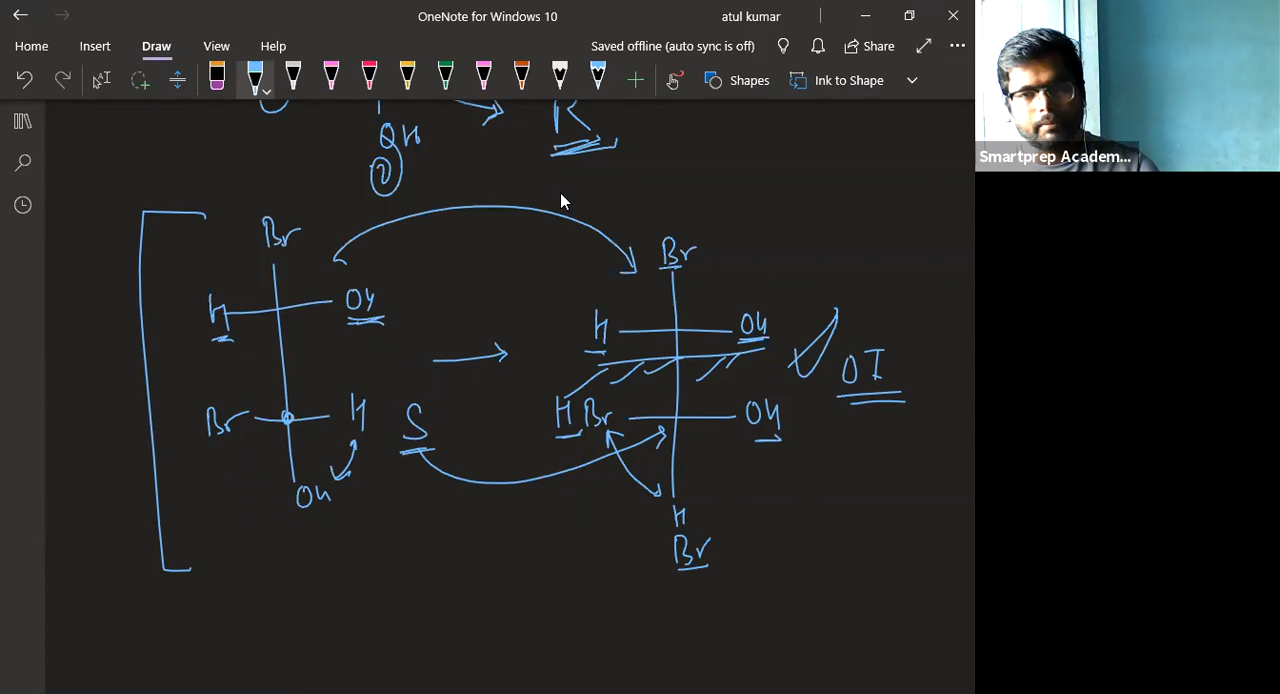 OneNote for Windows 10
atul kumar
Home Insert Draw View Help
Saved offline (auto sync is off)
Share
Shapes
Ink to Shape
Smartprep Academ...
OH
R
Br
H OH
Br H
OH
S
Br
H OH
H Br OH
H
Br
OI